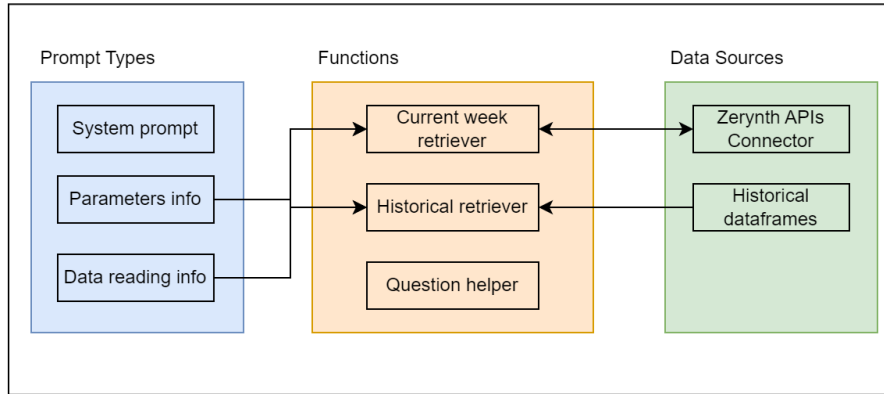 Prompt Types
System prompt
Parameters info
Data reading info
Functions
Current week
retriever
Historical retriever
Question helper
Data Sources
Zerynth APIs
Connector
Historical
dataframes